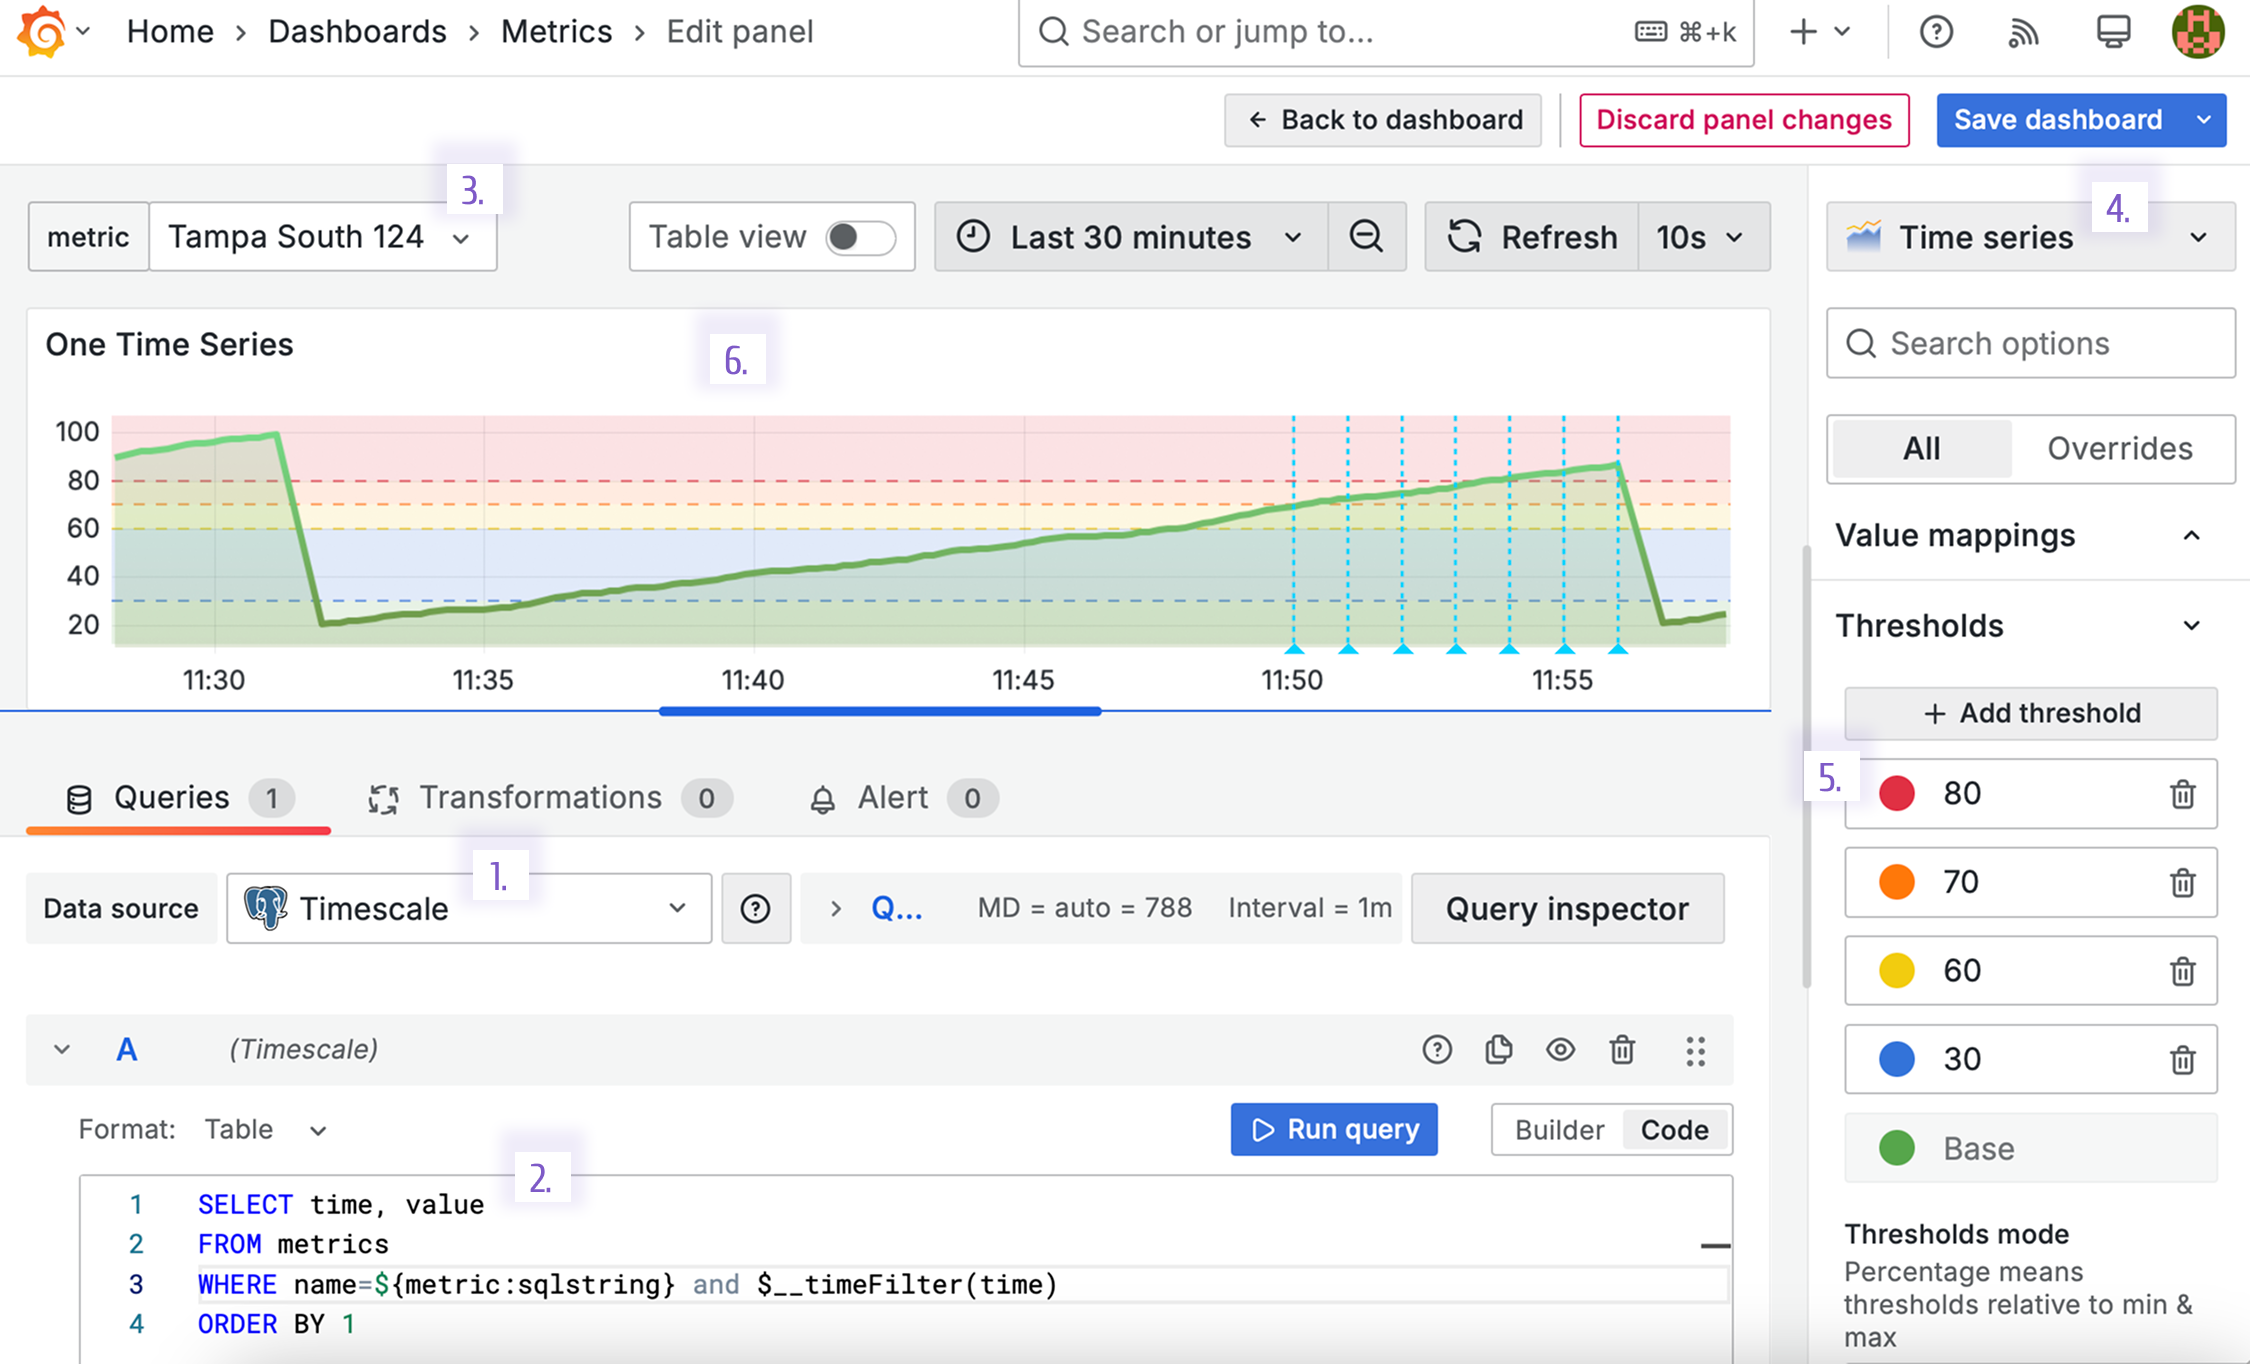 Home › Dashboards › Metrics › Edit panel
Search or jump to...
⌘+k
← Back to dashboard
Discard panel changes
Save dashboard
3.
4.
metric
Tampa South 124
Table view
Last 30 minutes
Refresh
10s
Time series
One Time Series
6.
Search options
All
Overrides
100
80
60
40
20
11:30
11:35
11:40
11:45
11:50
11:55
Value mappings
Thresholds
+ Add threshold
5.
80
70
60
30
Base
Thresholds mode
Percentage means
thresholds relative to min &
max
Queries 1
Transformations 0
Alert 0
1.
Data source
Timescale
Q...
MD = auto = 788
Interval = 1m
Query inspector
A
(Timescale)
Format: Table
Run query
Builder
Code
2.
1 SELECT time, value
2 FROM metrics
3 WHERE name=${metric:sqlstring} and $__timeFilter(time)
4 ORDER BY 1